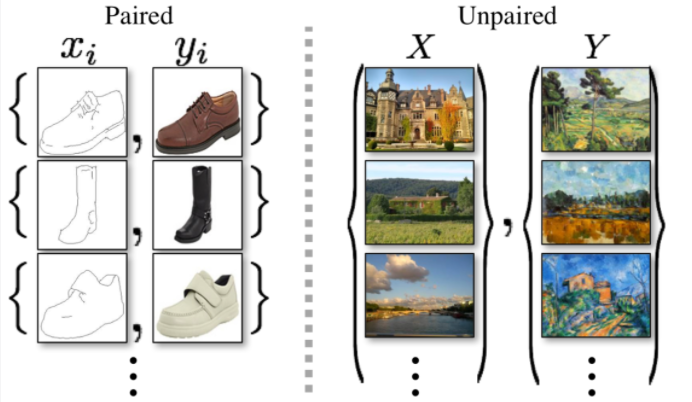 Paired
x_i y_i
{ , }
{ , }
{ , }
Unpaired
X Y
( , )